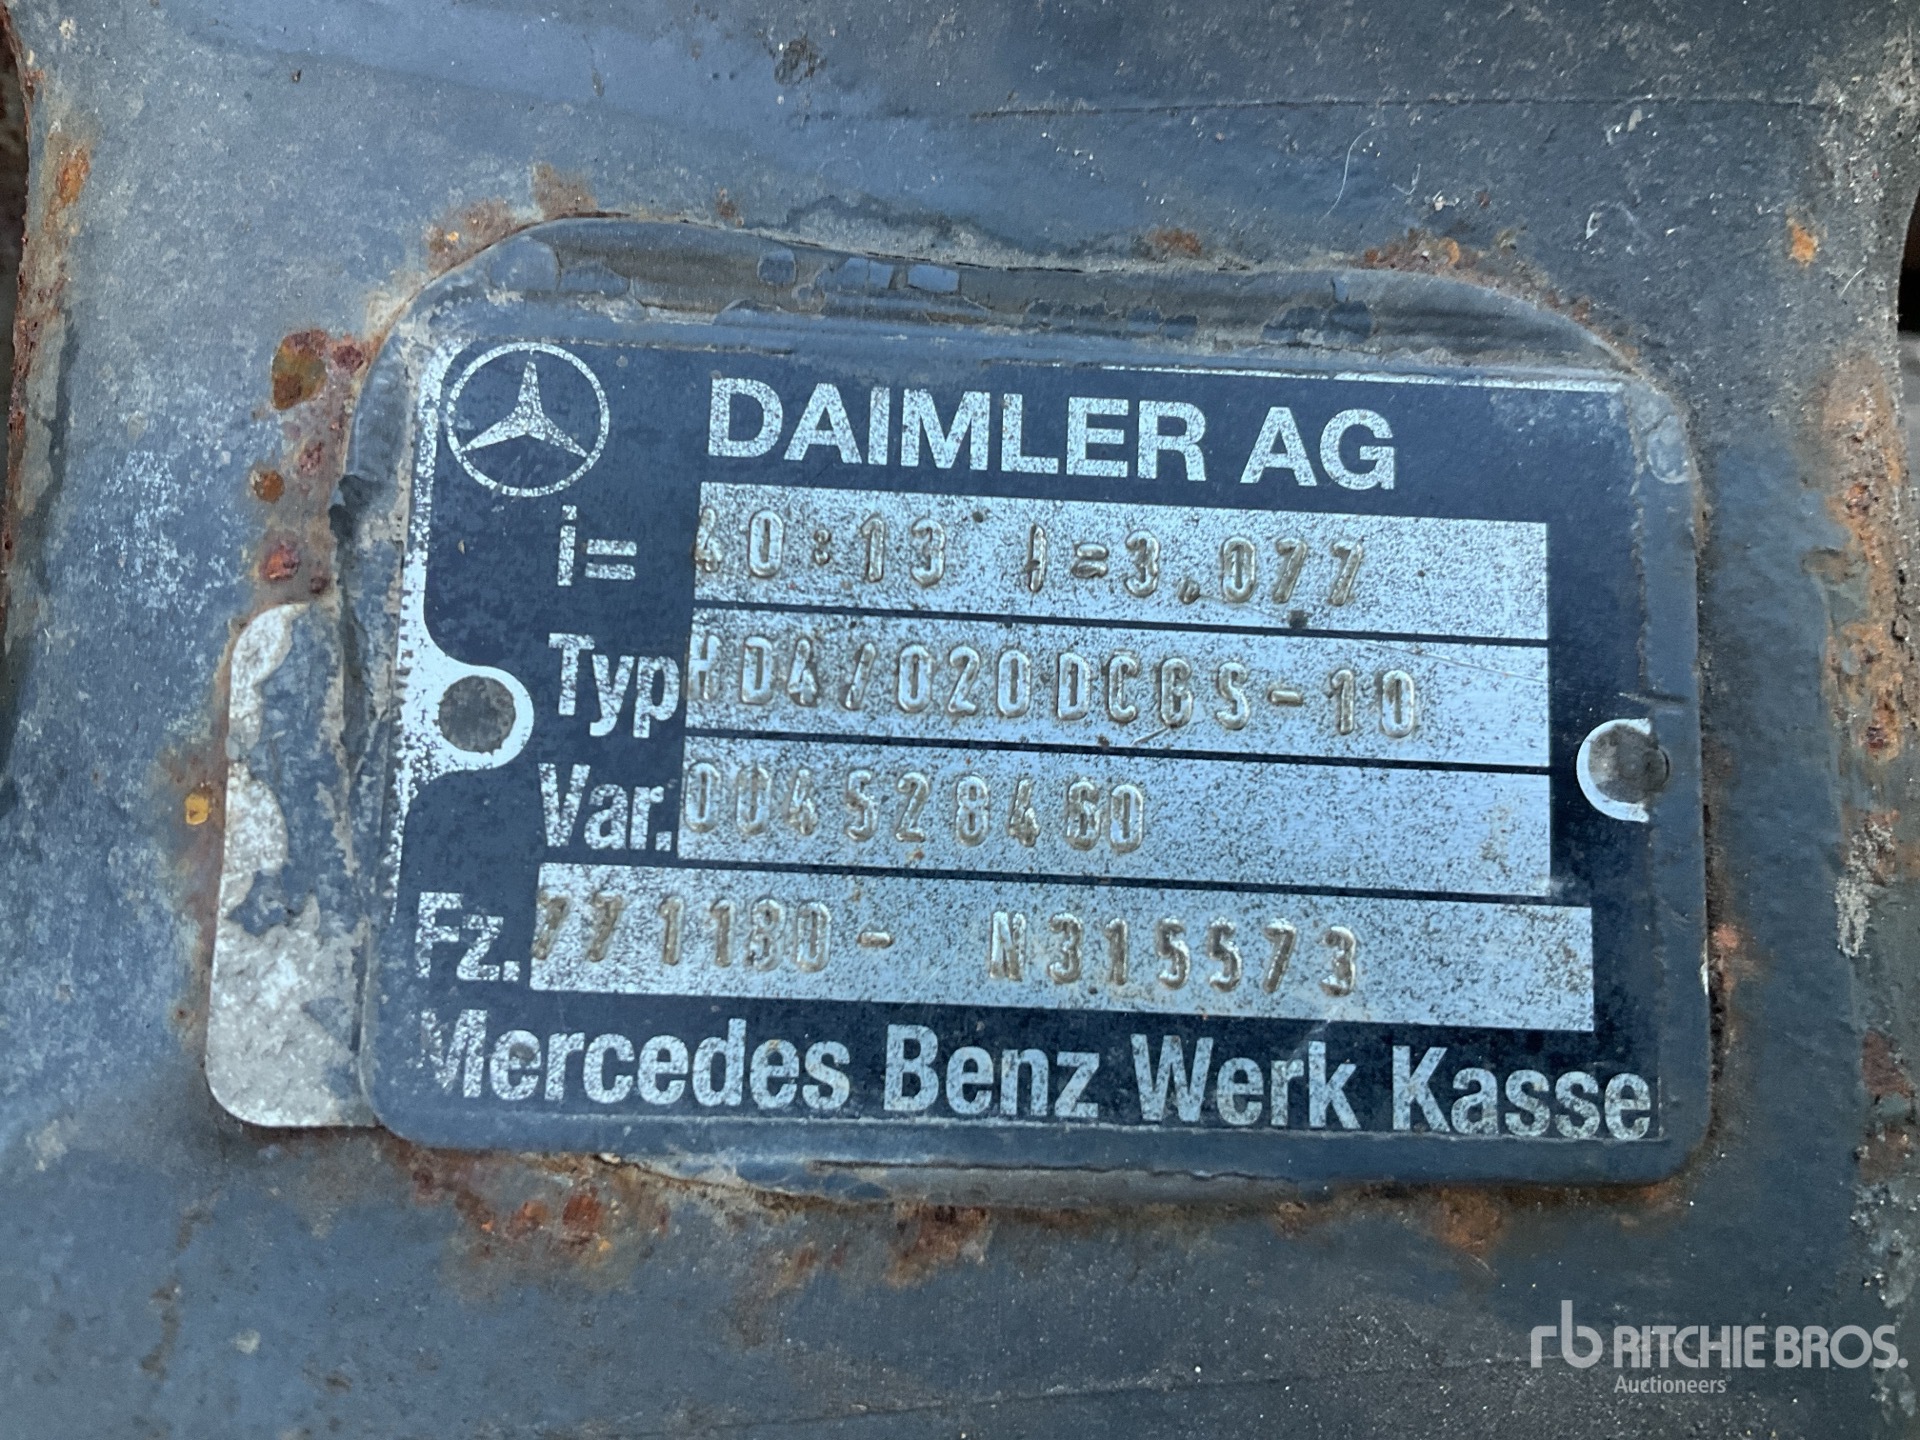 DAIMLER AG
i= 40:13 I=3,077
Typ HD4/020DCGS-10
Var. 004528460
Fz. 771180- N315573
Mercedes Benz Werk Kasse
rb RITCHIE BROS.
Auctioneers